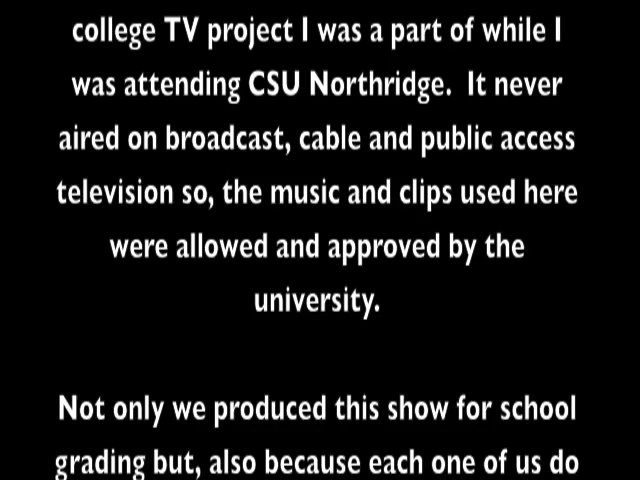 college TV project I was a part of while I
was attending CSU Northridge.  It never
aired on broadcast, cable and public access
television so, the music and clips used here
were allowed and approved by the
university.
Not only we produced this show for school
grading but, also because each one of us do